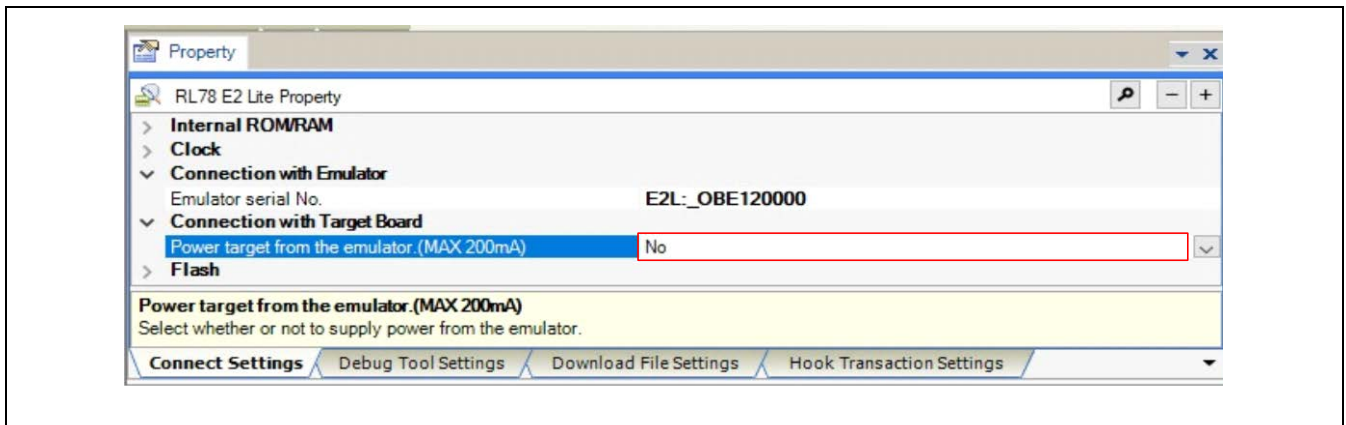 Property
RL78 E2 Lite Property
Internal ROM/RAM
Clock
Connection with Emulator
Emulator serial No. E2L:_OBE120000
Connection with Target Board
Power target from the emulator.(MAX 200mA) No
Flash
Power target from the emulator.(MAX 200mA)
Select whether or not to supply power from the emulator.
Connect Settings Debug Tool Settings Download File Settings Hook Transaction Settings